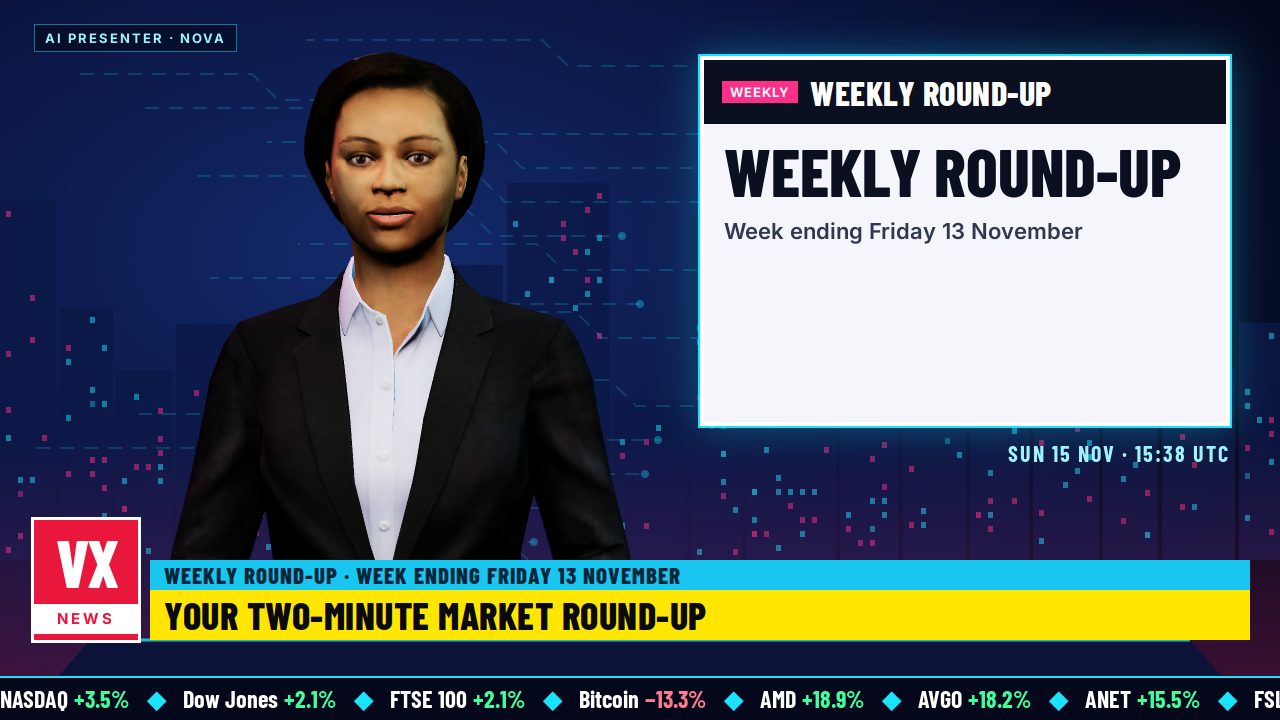 AI PRESENTER · NOVA
WEEKLY WEEKLY ROUND-UP
WEEKLY ROUND-UP
Week ending Friday 13 November
SUN 15 NOV · 15:38 UTC
VX
NEWS
WEEKLY ROUND-UP · WEEK ENDING FRIDAY 13 NOVEMBER
YOUR TWO-MINUTE MARKET ROUND-UP
NASDAQ +3.5% ◆ Dow Jones +2.1% ◆ FTSE 100 +2.1% ◆ Bitcoin −13.3% ◆ AMD +18.9% ◆ AVGO +18.2% ◆ ANET +15.5% ◆